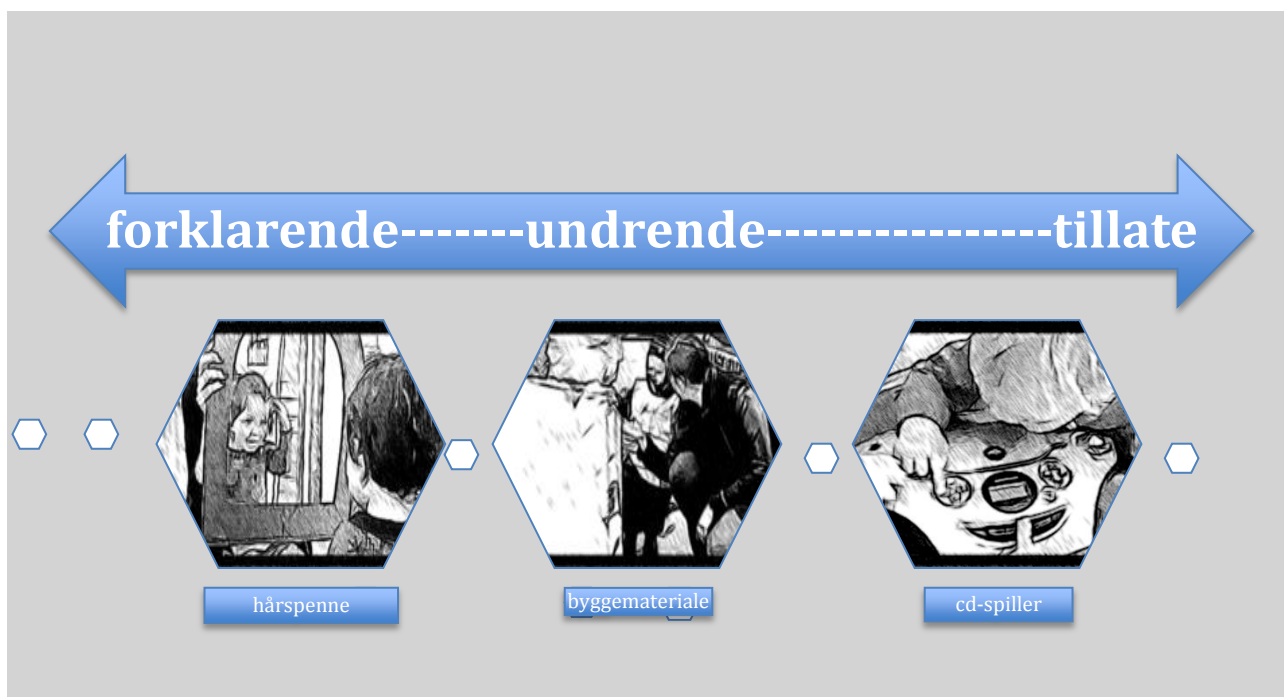 forklarende-------undrende----------------tillate
hårspenne
byggemateriale
cd-spiller